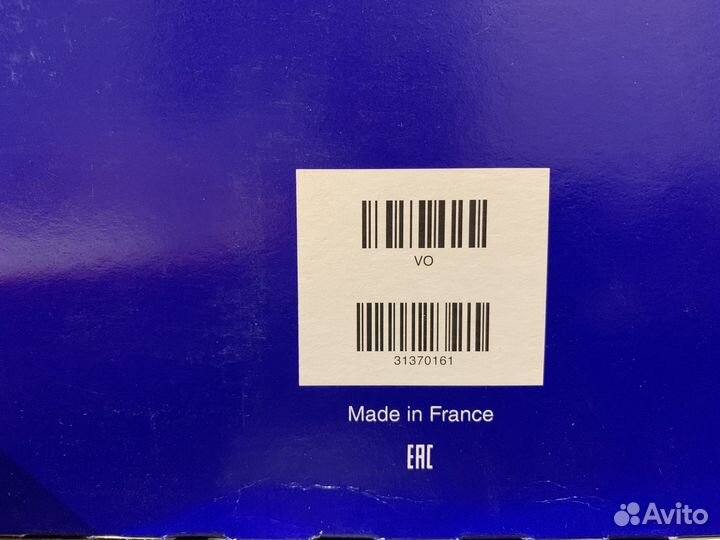 VO
31370161
Made in France
EAC
Avito